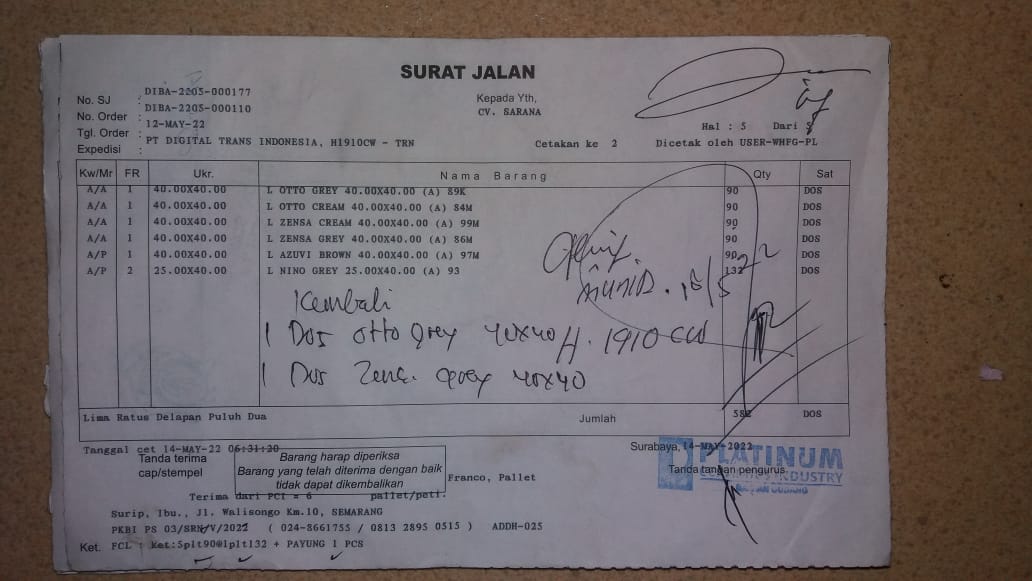 SURAT JALAN
No. SJ : DIBA-2205-000177
No. Order : DIBA-2205-000110
Tgl. Order : 12-MAY-22
Expedisi : PT DIGITAL TRANS INDONESIA, H1910CW - TRN
Kepada Yth,
CV. SARANA
Hal : 5 Dari 5
Cetakan ke 2 Dicetak oleh USER-WHFG-PL
Kw/Mr FR Ukr. Nama Barang Qty Sat
A/A 1 40.00X40.00 L OTTO GREY 40.00X40.00 (A) 89K 90 DOS
A/A 1 40.00X40.00 L OTTO CREAM 40.00X40.00 (A) 84M 90 DOS
A/A 1 40.00X40.00 L ZENSA CREAM 40.00X40.00 (A) 99M 90 DOS
A/A 1 40.00X40.00 L ZENSA GREY 40.00X40.00 (A) 86M 90 DOS
A/P 1 40.00X40.00 L AZUVI BROWN 40.00X40.00 (A) 97M 90 DOS
A/P 2 25.00X40.00 L NINO GREY 25.00X40.00 (A) 93 132 DOS
Kembali
1 Dos otto grey 40x40 H. 1910 CW
1 Dos Zens. grey 40x40
Lima Ratus Delapan Puluh Dua Jumlah 582 DOS
Tanggal cet 14-MAY-22 06:31:20
Tanda terima
cap/stempel
Barang harap diperiksa
Barang yang telah diterima dengan baik
tidak dapat dikembalikan
Franco, Pallet
Surabaya, 14-MAY-2022
Tanda tangan pengurus
PLATINUM
INDUSTRY
Terima dari PCI = 6 pallet/peti.
Surip, Ibu., Jl. Walisongo Km.10, SEMARANG
PKBI PS 03/SRN/V/2022 ( 024-8661755 / 0813 2895 0515 ) ADDH-025
Ket. FCL : Ket:5plt90@1plt132 + PAYUNG 1 PCS